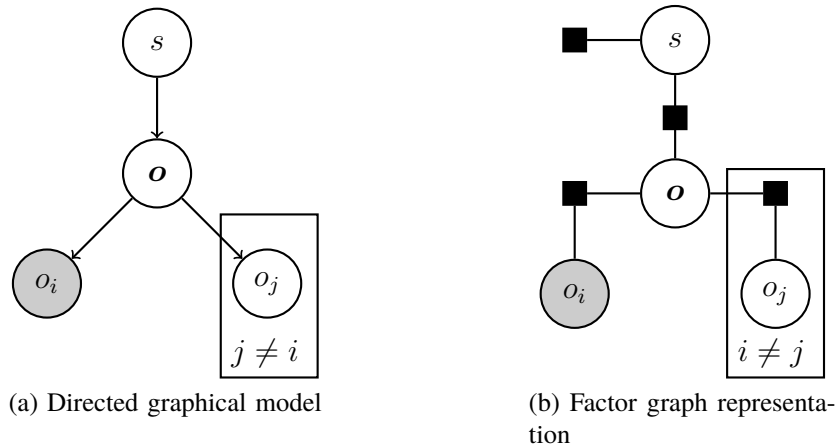 s
s
o
o
o_i
o_j
o_i
o_j
j ≠ i
i ≠ j
(a) Directed graphical model
(b) Factor graph representa-
tion